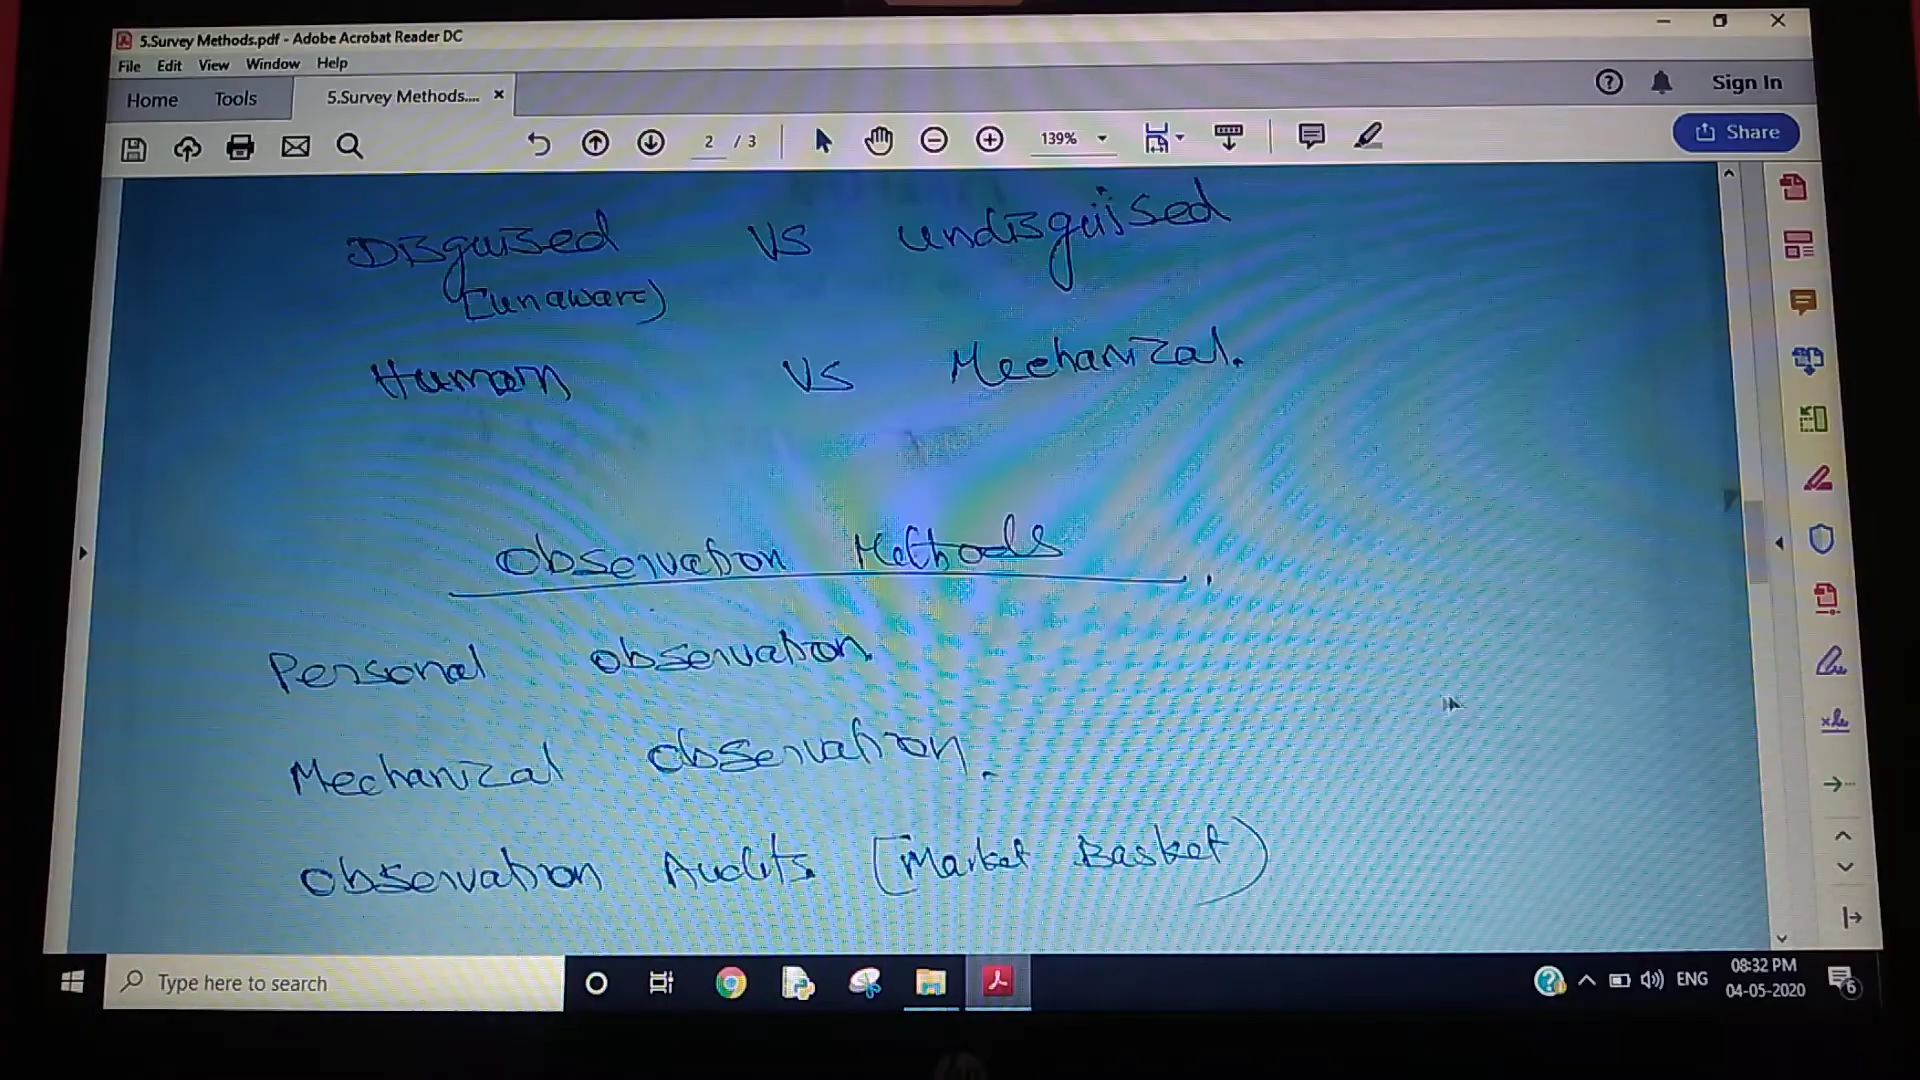 5.Survey Methods.pdf - Adobe Acrobat Reader DC
File Edit View Window Help
Home Tools 5.Survey Methods.... × Sign In
2 / 3 139% Share
Disguised VS undisguised
(unaware)
Human VS Mechanical.
Observation Methods.
Personal observation.
Mechanical observation.
Observation Audits. (Market Basket)
Type here to search
ENG
08:32 PM
04-05-2020
6